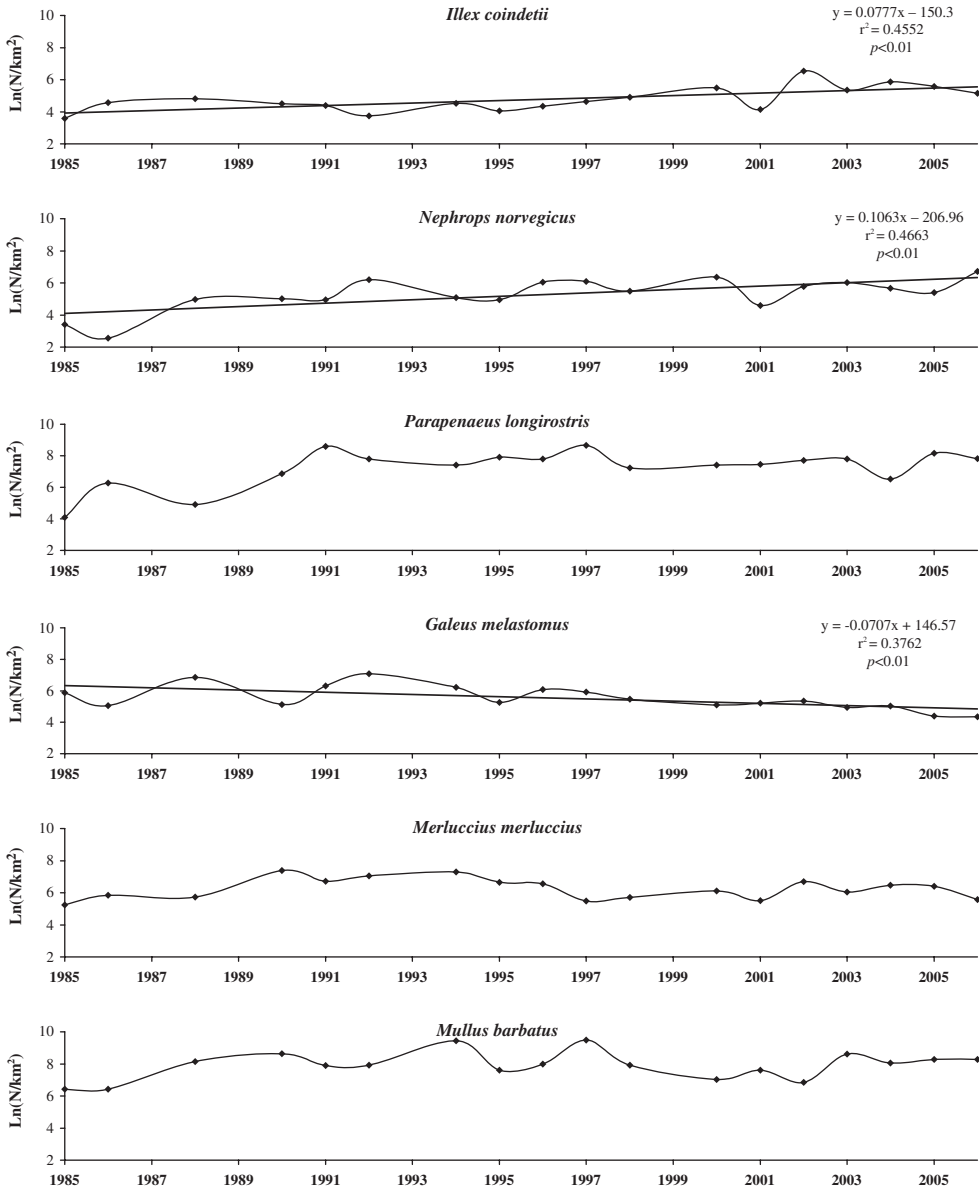 Illex coindetii
y = 0.0777x – 150.3
r² = 0.4552
p<0.01
Ln(N/km²)
10
8
6
4
2
1985 1987 1989 1991 1993 1995 1997 1999 2001 2003 2005
Nephrops norvegicus
y = 0.1063x – 206.96
r² = 0.4663
p<0.01
Ln(N/km²)
10
8
6
4
2
1985 1987 1989 1991 1993 1995 1997 1999 2001 2003 2005
Parapenaeus longirostris
Ln(N/km²)
10
8
6
4
2
1985 1987 1989 1991 1993 1995 1997 1999 2001 2003 2005
Galeus melastomus
y = -0.0707x + 146.57
r² = 0.3762
p<0.01
Ln(N/km²)
10
8
6
4
2
1985 1987 1989 1991 1993 1995 1997 1999 2001 2003 2005
Merluccius merluccius
Ln(N/km²)
10
8
6
4
2
1985 1987 1989 1991 1993 1995 1997 1999 2001 2003 2005
Mullus barbatus
Ln(N/km²)
10
8
6
4
2
1985 1987 1989 1991 1993 1995 1997 1999 2001 2003 2005